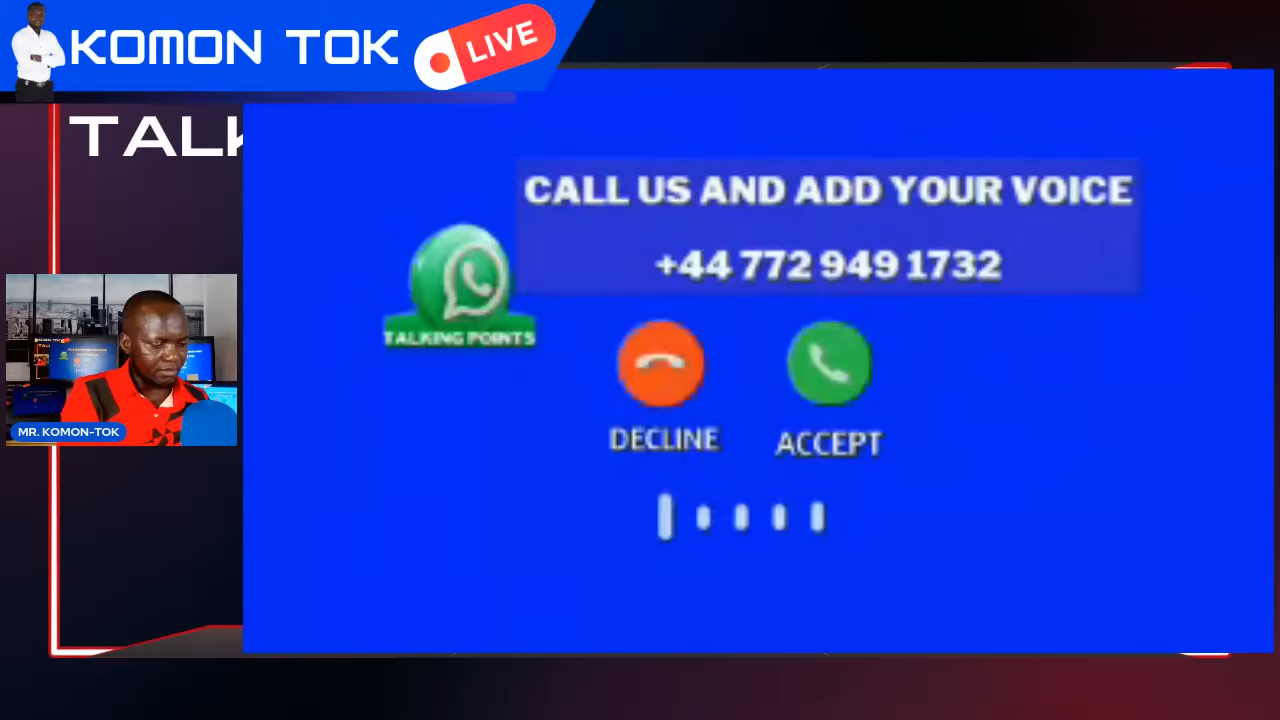 KOMON TOK
LIVE
TALK
CALL US AND ADD YOUR VOICE
+44 772 949 1732
TALKING POINTS
DECLINE
ACCEPT
MR. KOMON-TOK